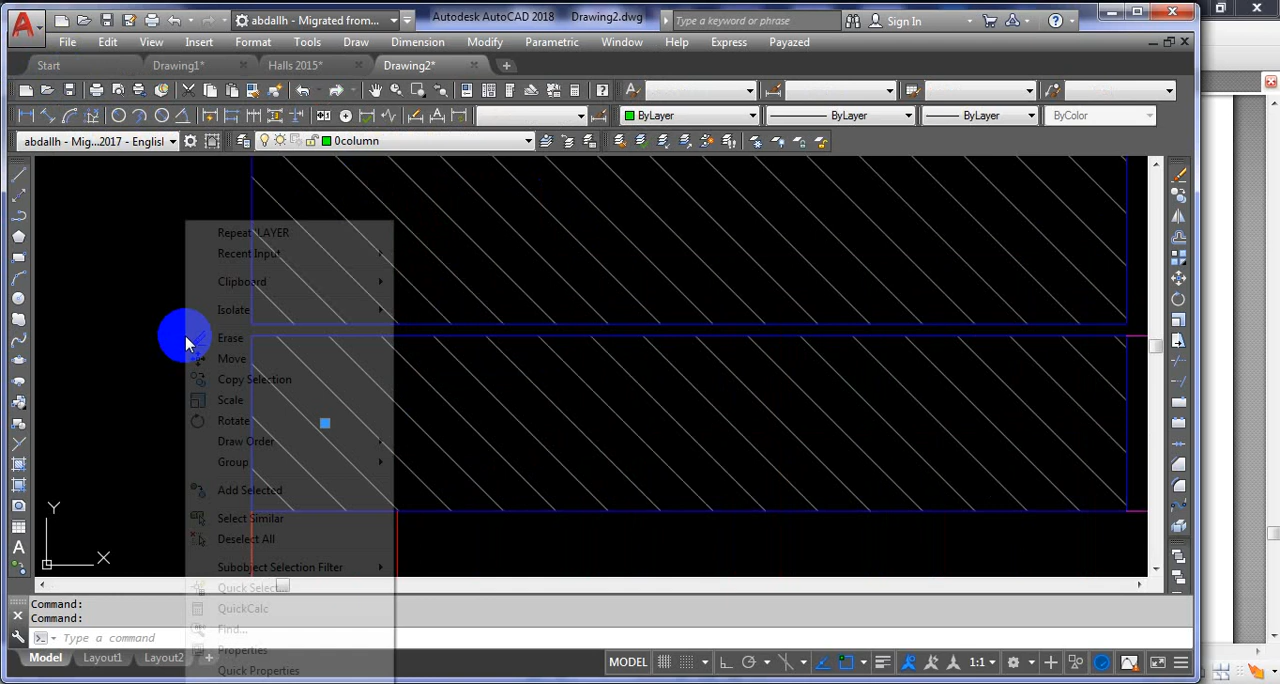 abdallh - Migrated from...
Autodesk AutoCAD 2018 Drawing2.dwg
Type a keyword or phrase
Sign In
File Edit View Insert Format Tools Draw Dimension Modify Parametric Window Help Express Payazed
Start Drawing1* Halls 2015* Drawing2*
ByLayer ByLayer ByLayer ByColor
abdallh - Mig...2017 - English 0column
Repeat LAYER
Recent Input
Clipboard
Isolate
Erase
Move
Copy Selection
Scale
Rotate
Draw Order
Group
Add Selected
Select Similar
Deselect All
Subobject Selection Filter
Quick Select...
QuickCalc
Find...
Properties
Quick Properties
Y
X
Command:
Command:
Type a command
Model Layout1 Layout2 +
MODEL 1:1